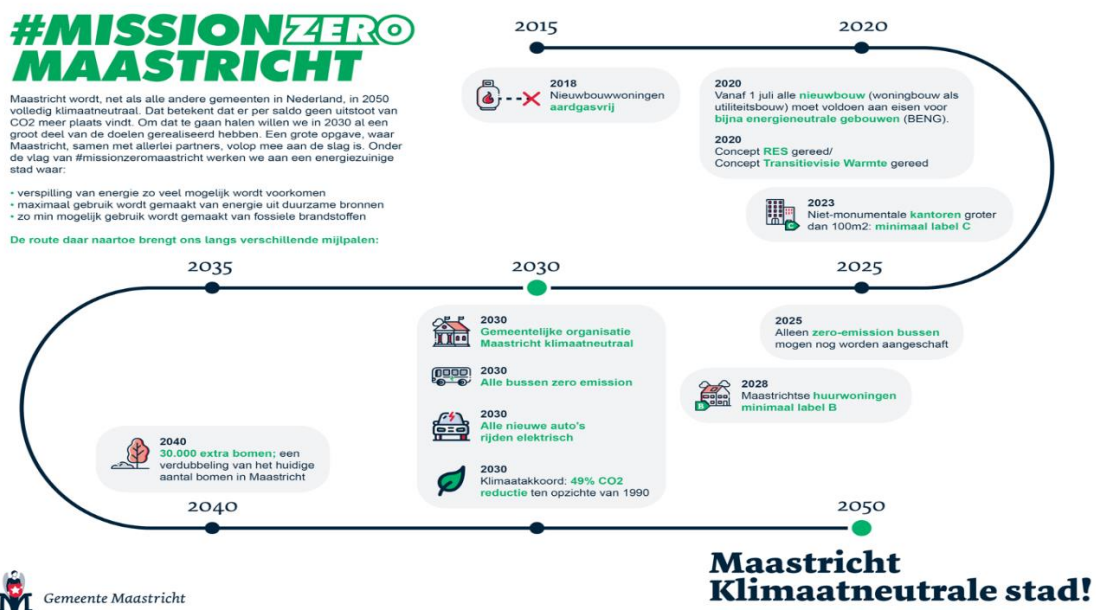 #MISSIONZERO
MAASTRICHT
Maastricht wordt, net als alle andere gemeenten in Nederland, in 2050
volledig klimaatneutraal. Dat betekent dat er per saldo geen uitstoot van
CO2 meer plaats vindt. Om dat te gaan halen willen we in 2030 al een
groot deel van de doelen gerealiseerd hebben. Een grote opgave, waar
Maastricht, samen met allerlei partners, volop mee aan de slag is. Onder
de vlag van #missionzeromaastricht werken we aan een energiezuinige
stad waar:
• verspilling van energie zo veel mogelijk wordt voorkomen
• maximaal gebruik wordt gemaakt van energie uit duurzame bronnen
• zo min mogelijk gebruik wordt gemaakt van fossiele brandstoffen
De route daar naartoe brengt ons langs verschillende mijlpalen:
2015
2020
2018
Nieuwbouwwoningen
aardgasvrij
2020
Vanaf 1 juli alle nieuwbouw (woningbouw als
utiliteitsbouw) moet voldoen aan eisen voor
bijna energieneutrale gebouwen (BENG).
2020
Concept RES gereed/
Concept Transitievisie Warmte gereed
C
2023
Niet-monumentale kantoren groter
dan 100m2: minimaal label C
2035
2030
2025
2030
Gemeentelijke organisatie
Maastricht klimaatneutraal
2030
Alle bussen zero emission
2030
Alle nieuwe auto's
rijden elektrisch
2030
Klimaatakkoord: 49% CO2
reductie ten opzichte van 1990
2025
Alleen zero-emission bussen
mogen nog worden aangeschaft
B
2028
Maastrichtse huurwoningen
minimaal label B
2040
30.000 extra bomen; een
verdubbeling van het huidige
aantal bomen in Maastricht
2040
2050
Maastricht
Klimaatneutrale stad!
Gemeente Maastricht